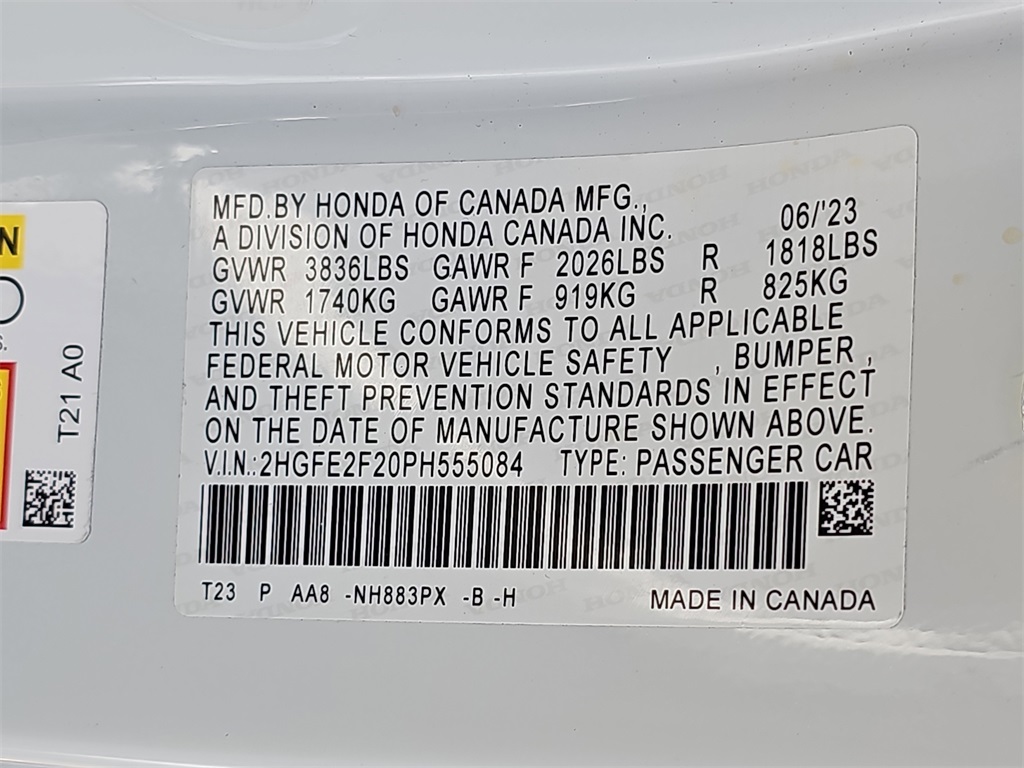 MFD. BY HONDA OF CANADA MFG.,
A DIVISION OF HONDA CANADA INC. 06/'23
GVWR 3836LBS GAWR F 2026LBS R 1818LBS
GVWR 1740KG GAWR F 919KG R 825KG
THIS VEHICLE CONFORMS TO ALL APPLICABLE
FEDERAL MOTOR VEHICLE SAFETY , BUMPER ,
AND THEFT PREVENTION STANDARDS IN EFFECT
ON THE DATE OF MANUFACTURE SHOWN ABOVE.
V.I.N.:2HGFE2F20PH555084 TYPE: PASSENGER CAR
T23 P AA8 -NH883PX -B -H
MADE IN CANADA
T21 A0